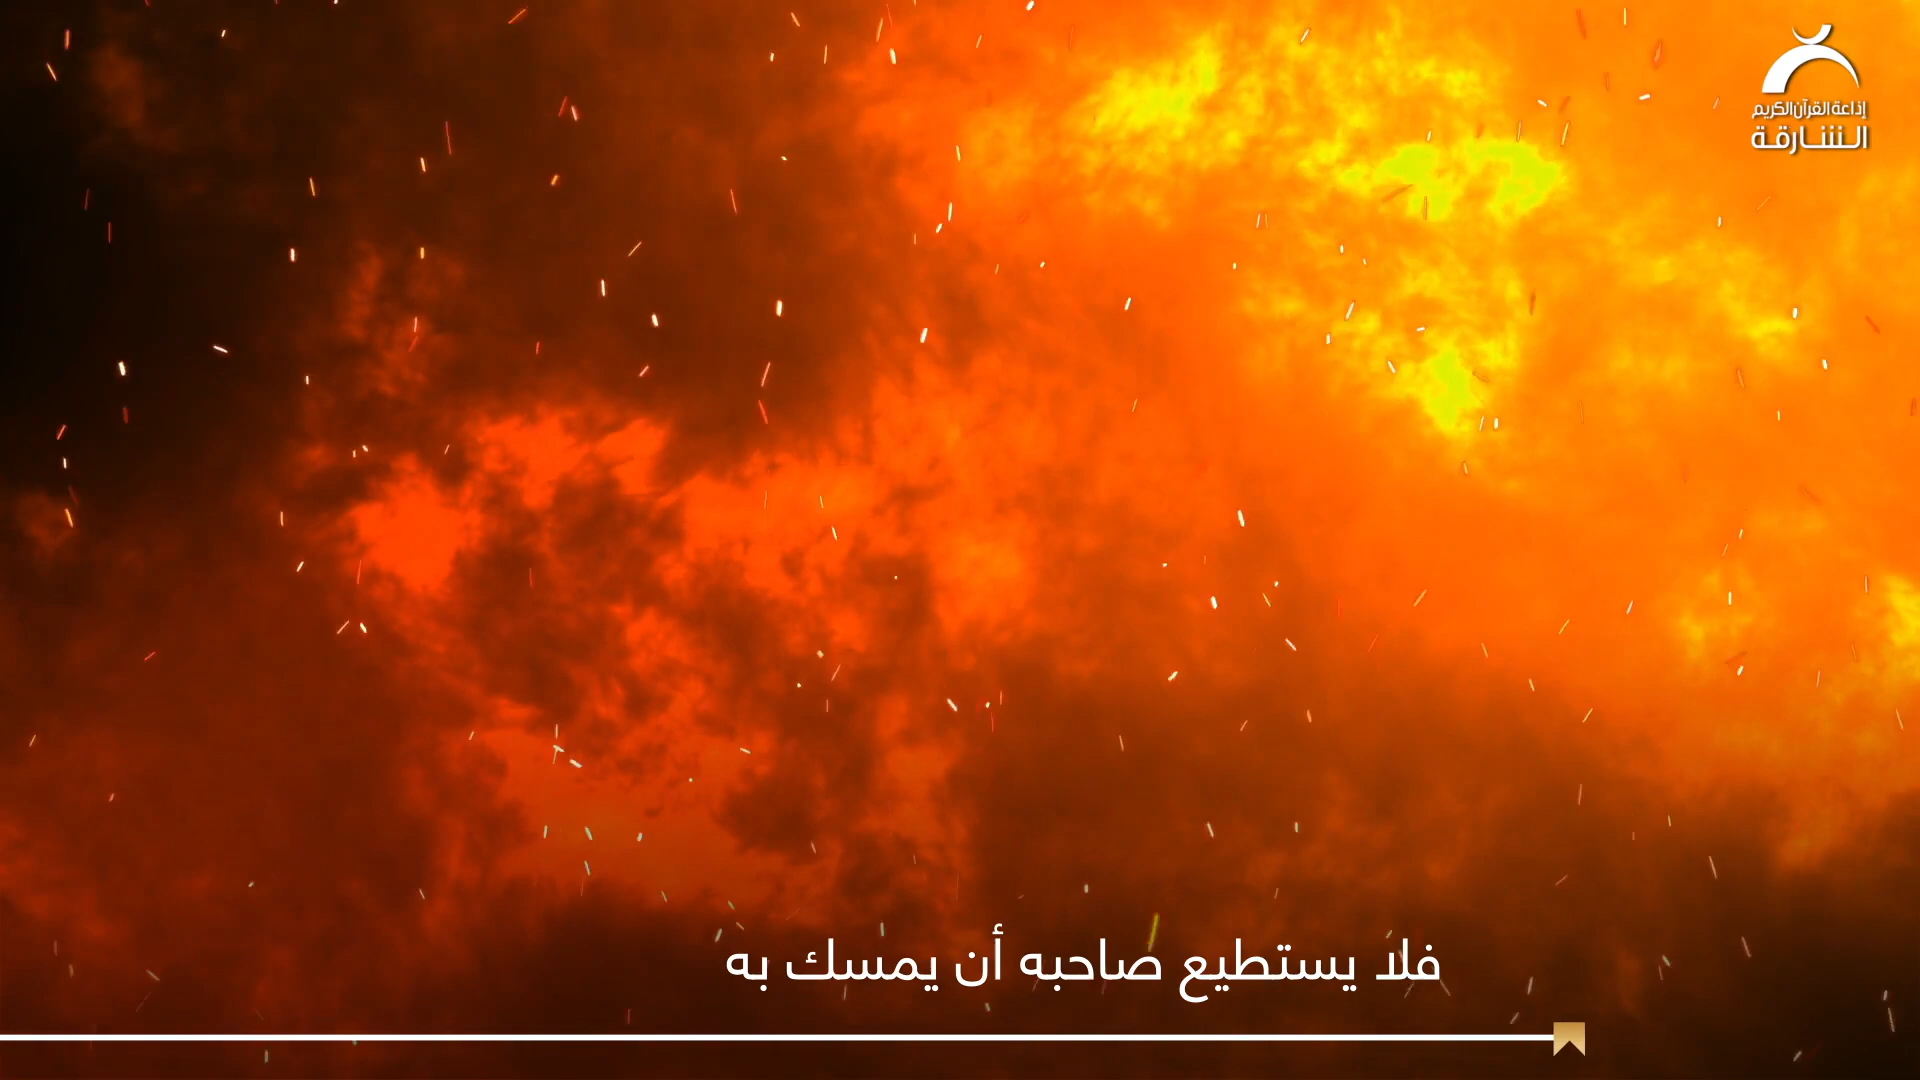 إذاعة القرآن الكريم
الشارقة
فلا يستطيع صاحبه أن يمسك به